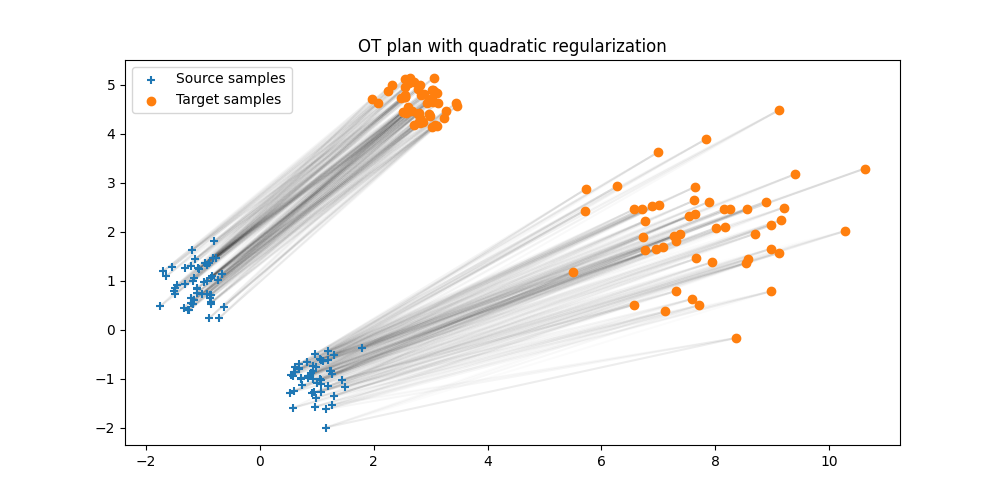 OT plan with quadratic regularization
Source samples
Target samples
5
4
3
2
1
0
−1
−2
−2 0 2 4 6 8 10